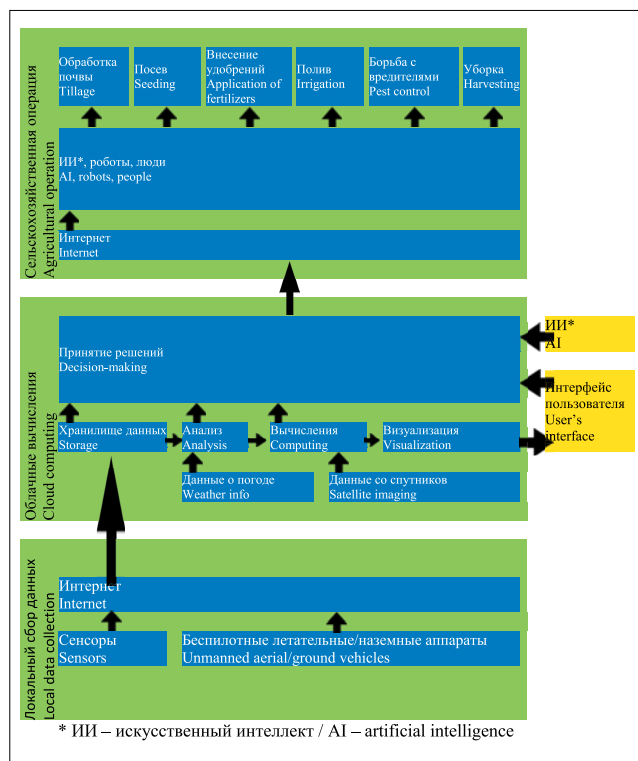 Сельскохозяйственная операция
Agricultural operation
Обработка
почвы
Tillage
Посев
Seeding
Внесение
удобрений
Application of
fertilizers
Полив
Irrigation
Борьба с
вредителями
Pest control
Уборка
Harvesting
ИИ*, роботы, люди
AI, robots, people
Интернет
Internet
Облачные вычисления
Cloud computing
Принятие решений
Decision-making
ИИ*
AI
Интерфейс
пользователя
User's
interface
Хранилище данных
Storage
Анализ
Analysis
Вычисления
Computing
Визуализация
Visualization
Данные о погоде
Weather info
Данные со спутников
Satellite imaging
Локальный сбор данных
Local data collection
Интернет
Internet
Сенсоры
Sensors
Беспилотные летательные/наземные аппараты
Unmanned aerial/ground vehicles
* ИИ – искусственный интеллект / AI – artificial intelligence